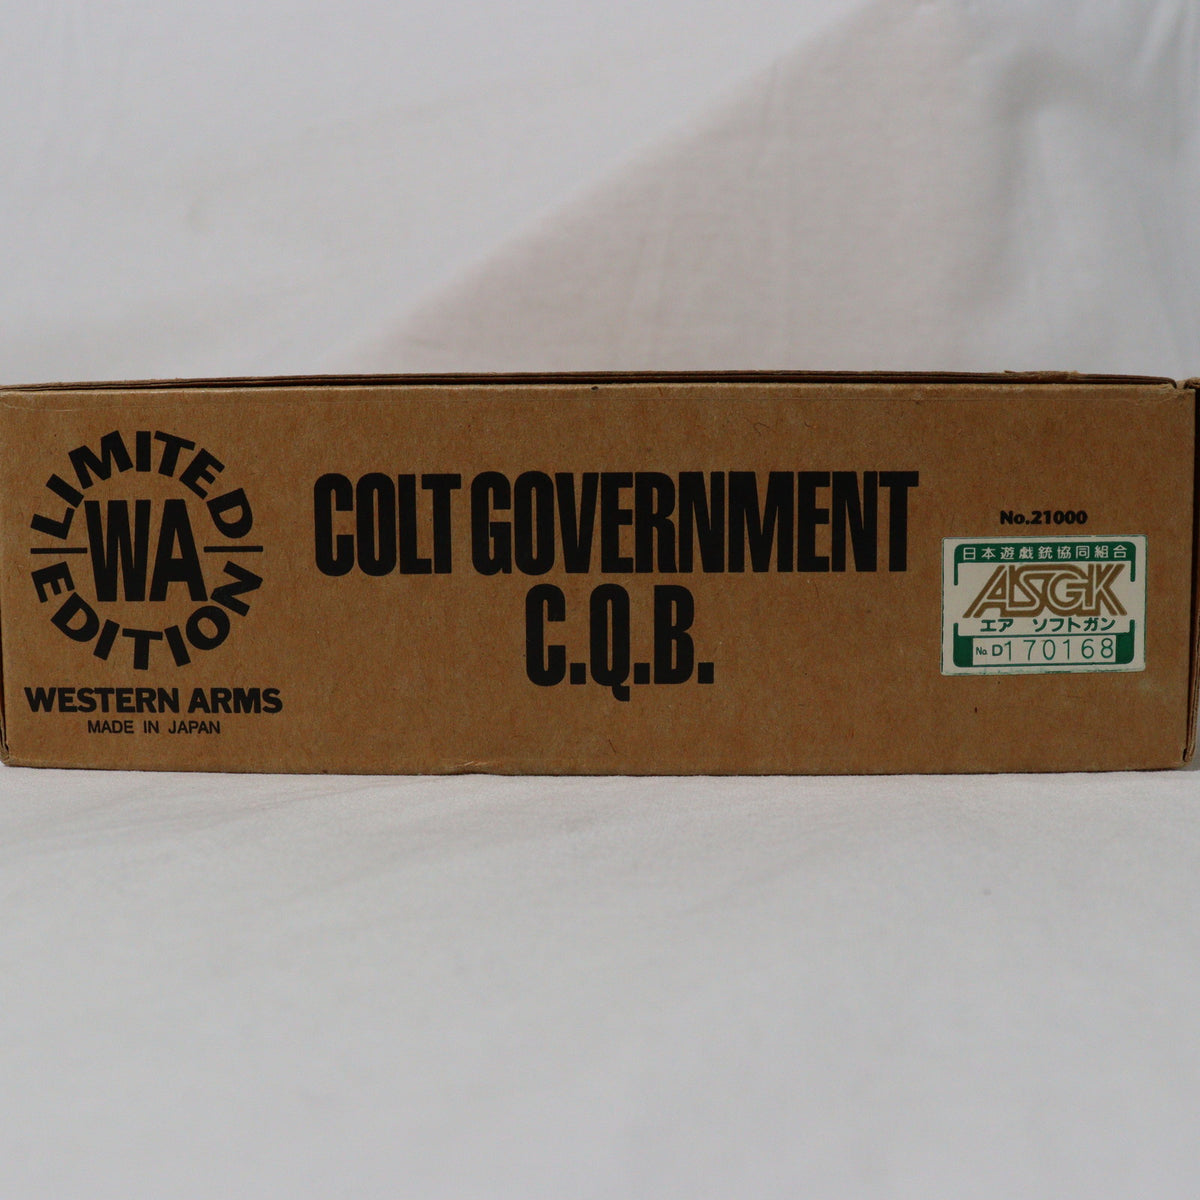 LIMITED
WA
EDITION
WESTERN ARMS
MADE IN JAPAN
COLT GOVERNMENT
C.Q.B.
No.21000
日本遊戯銃協同組合
ASGK
エア ソフトガン
No. D170168